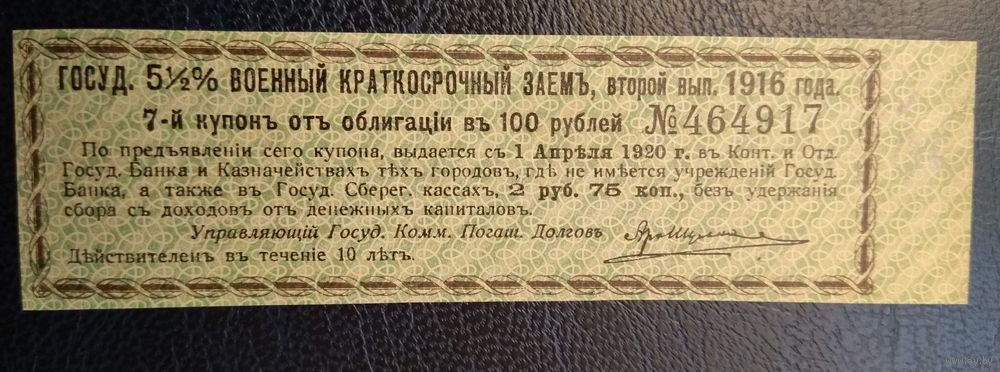 ГОСУД. 5½% ВОЕННЫЙ КРАТКОСРОЧНЫЙ ЗАЕМЪ, ВТОРОЙ ВЫП. 1916 ГОДА.
7-й купонъ отъ облигаціи въ 100 рублей №464917
По предъявленіи сего купона, выдается съ 1 Апрѣля 1920 г. въ Конт. и Отд.
Госуд. Банка и Казначействахъ тѣхъ городовъ, гдѣ не имѣется учрежденій Госуд.
Банка, а также въ Госуд. Сберег. кассахъ, 2 руб. 75 коп., безъ удержанія
сбора съ доходовъ отъ денежныхъ капиталовъ.
Управляющій Госуд. Комм. Погаш. Долговъ
Дѣйствителенъ въ теченіе 10 лѣтъ.